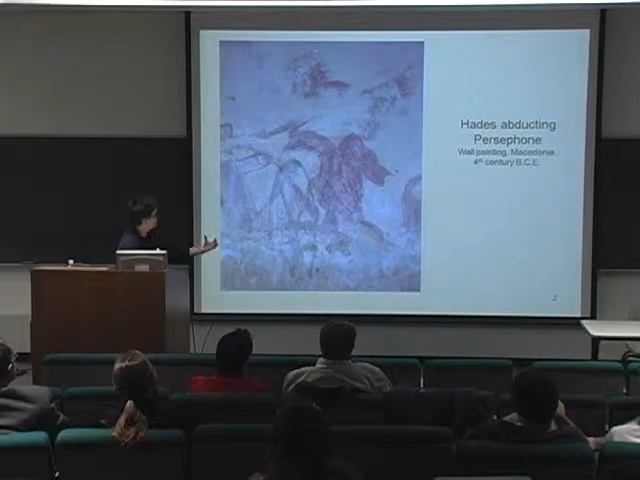 Hades abducting
Persephone
Wall painting, Macedonia.
4th century B.C.E.
2